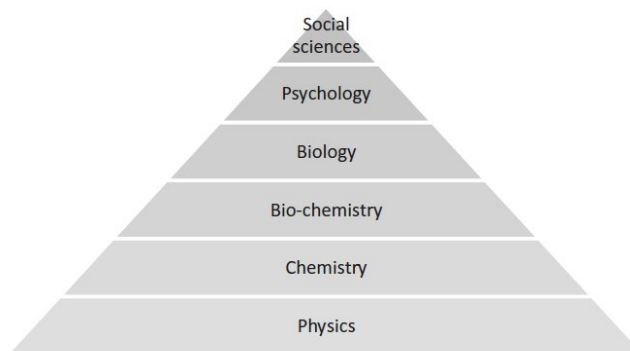 Social
sciences
Psychology
Biology
Bio-chemistry
Chemistry
Physics